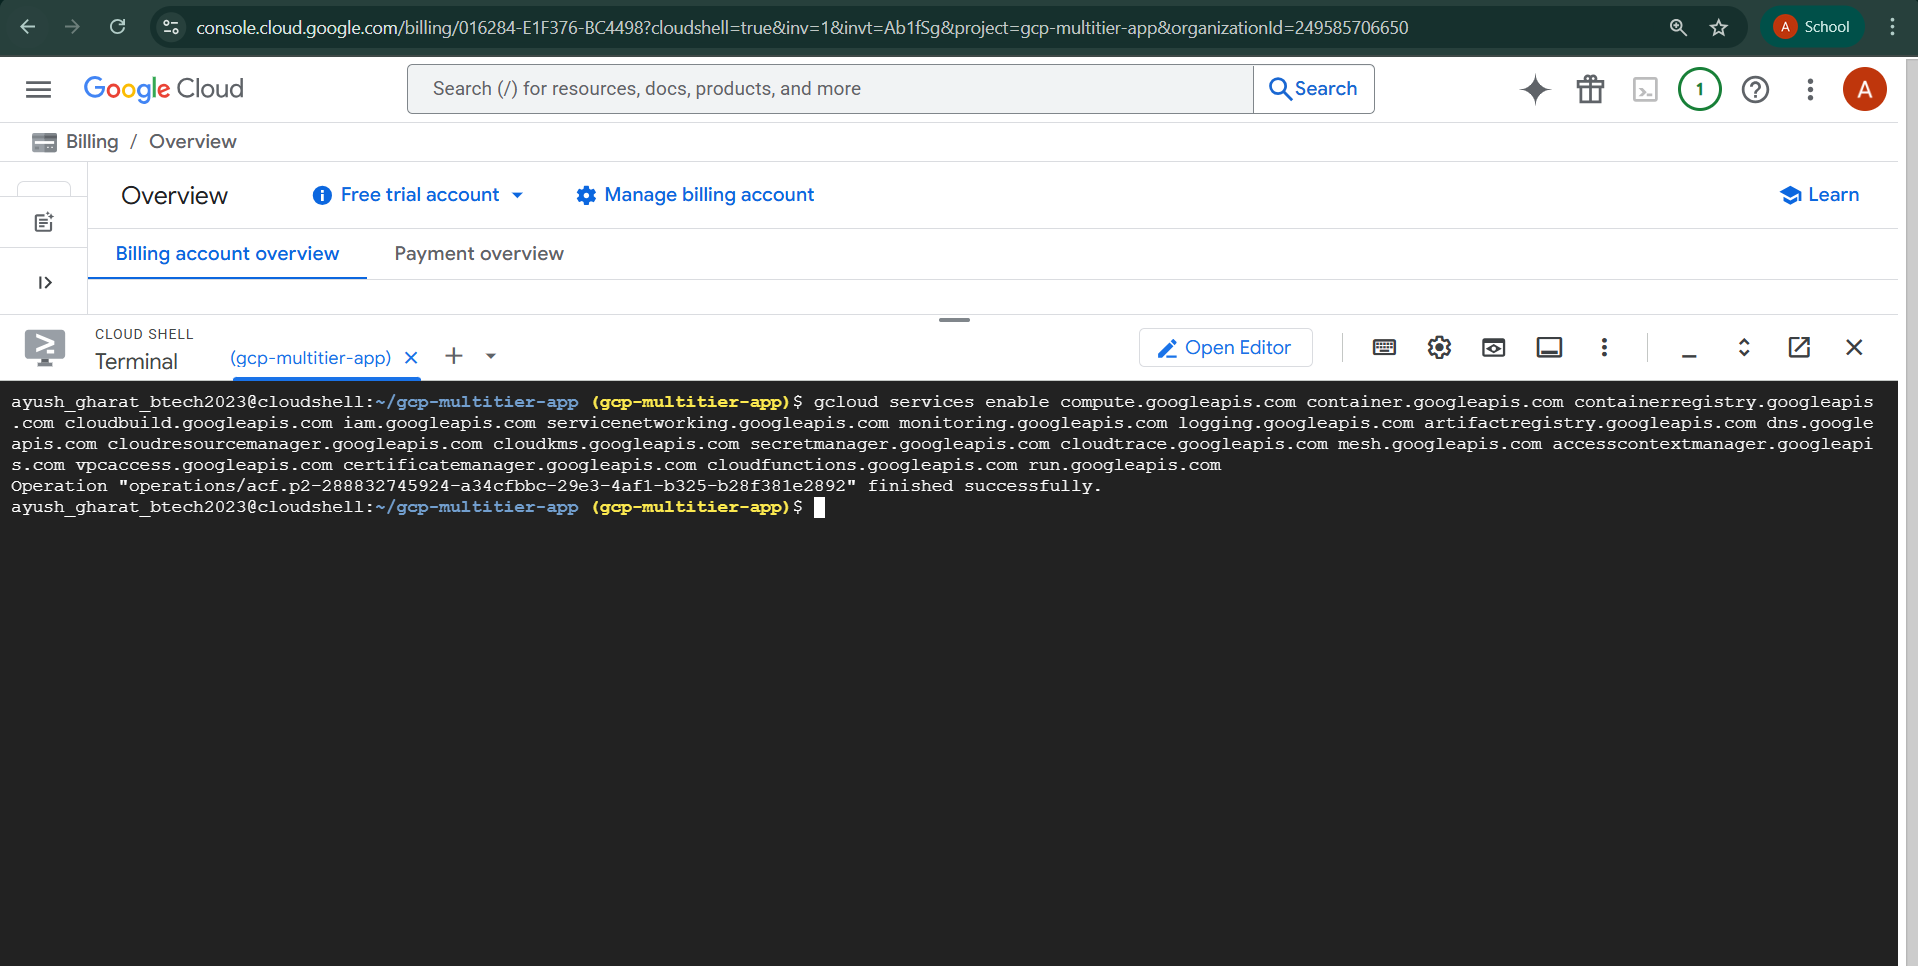 console.cloud.google.com/billing/016284-E1F376-BC4498?cloudshell=true&inv=1&invt=Ab1fSg&project=gcp-multitier-app&organizationId=249585706650
A School
Google Cloud
Search (/) for resources, docs, products, and more
Search
1
A
Billing / Overview
Overview
Free trial account
Manage billing account
Learn
Billing account overview
Payment overview
CLOUD SHELL
Terminal
(gcp-multitier-app)
Open Editor
ayush_gharat_btech2023@cloudshell:~/gcp-multitier-app (gcp-multitier-app)$ gcloud services enable compute.googleapis.com container.googleapis.com containerregistry.googleapis
.com cloudbuild.googleapis.com iam.googleapis.com servicenetworking.googleapis.com monitoring.googleapis.com logging.googleapis.com artifactregistry.googleapis.com dns.google
apis.com cloudresourcemanager.googleapis.com cloudkms.googleapis.com secretmanager.googleapis.com cloudtrace.googleapis.com mesh.googleapis.com accesscontextmanager.googleapi
s.com vpcaccess.googleapis.com certificatemanager.googleapis.com cloudfunctions.googleapis.com run.googleapis.com
Operation "operations/acf.p2-288832745924-a34cfbbc-29e3-4af1-b325-b28f381e2892" finished successfully.
ayush_gharat_btech2023@cloudshell:~/gcp-multitier-app (gcp-multitier-app)$